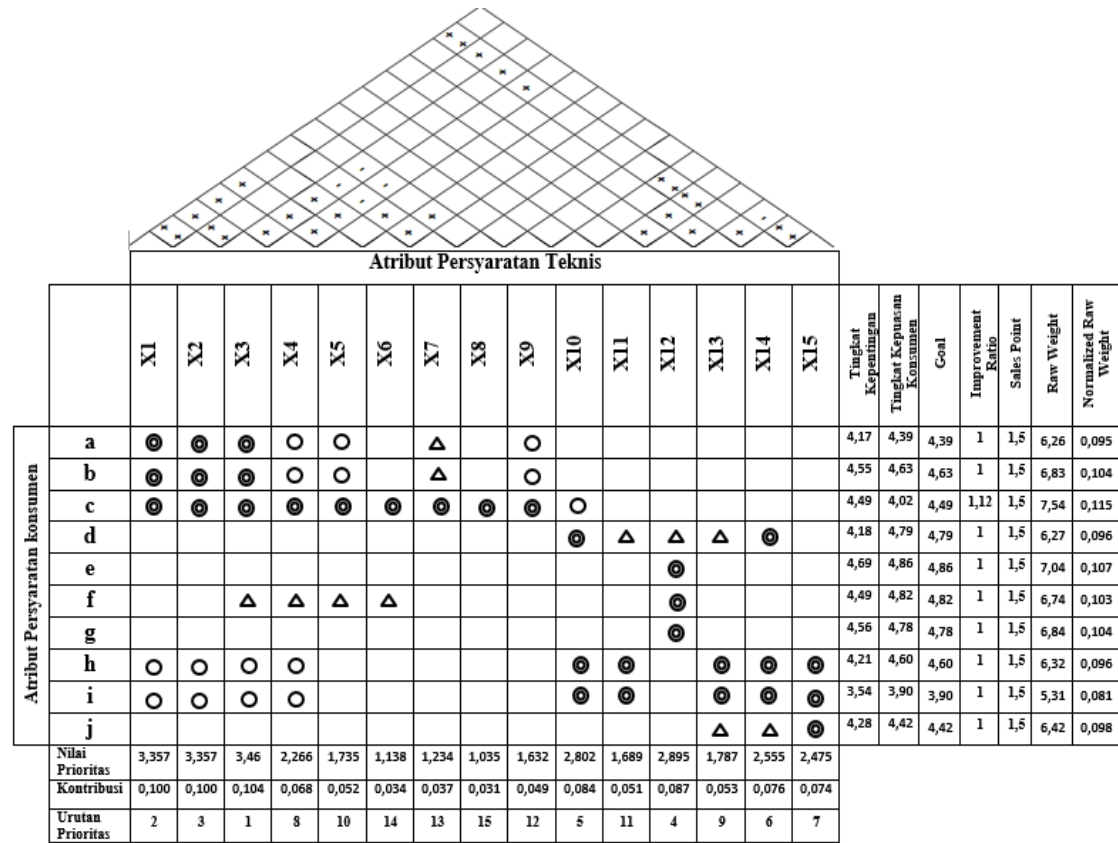 Atribut Persyaratan Teknis
X1 X2 X3 X4 X5 X6 X7 X8 X9 X10 X11 X12 X13 X14 X15 Tingkat Kepentingan Tingkat Kepuasan Konsumen Goal Improvement Ratio Sales Point Raw Weight Normalized Raw Weight
Atribut Persyaratan konsumen
a 4,17 4,39 4,39 1 1,5 6,26 0,095
b 4,55 4,63 4,63 1 1,5 6,83 0,104
c 4,49 4,02 4,49 1,12 1,5 7,54 0,115
d 4,18 4,79 4,79 1 1,5 6,27 0,096
e 4,69 4,86 4,86 1 1,5 7,04 0,107
f 4,49 4,82 4,82 1 1,5 6,74 0,103
g 4,56 4,78 4,78 1 1,5 6,84 0,104
h 4,21 4,60 4,60 1 1,5 6,32 0,096
i 3,54 3,90 3,90 1 1,5 5,31 0,081
j 4,28 4,42 4,42 1 1,5 6,42 0,098
Nilai Prioritas 3,357 3,357 3,46 2,266 1,735 1,138 1,234 1,035 1,632 2,802 1,689 2,895 1,787 2,555 2,475
Kontribusi 0,100 0,100 0,104 0,068 0,052 0,034 0,037 0,031 0,049 0,084 0,051 0,087 0,053 0,076 0,074
Urutan Prioritas 2 3 1 8 10 14 13 15 12 5 11 4 9 6 7